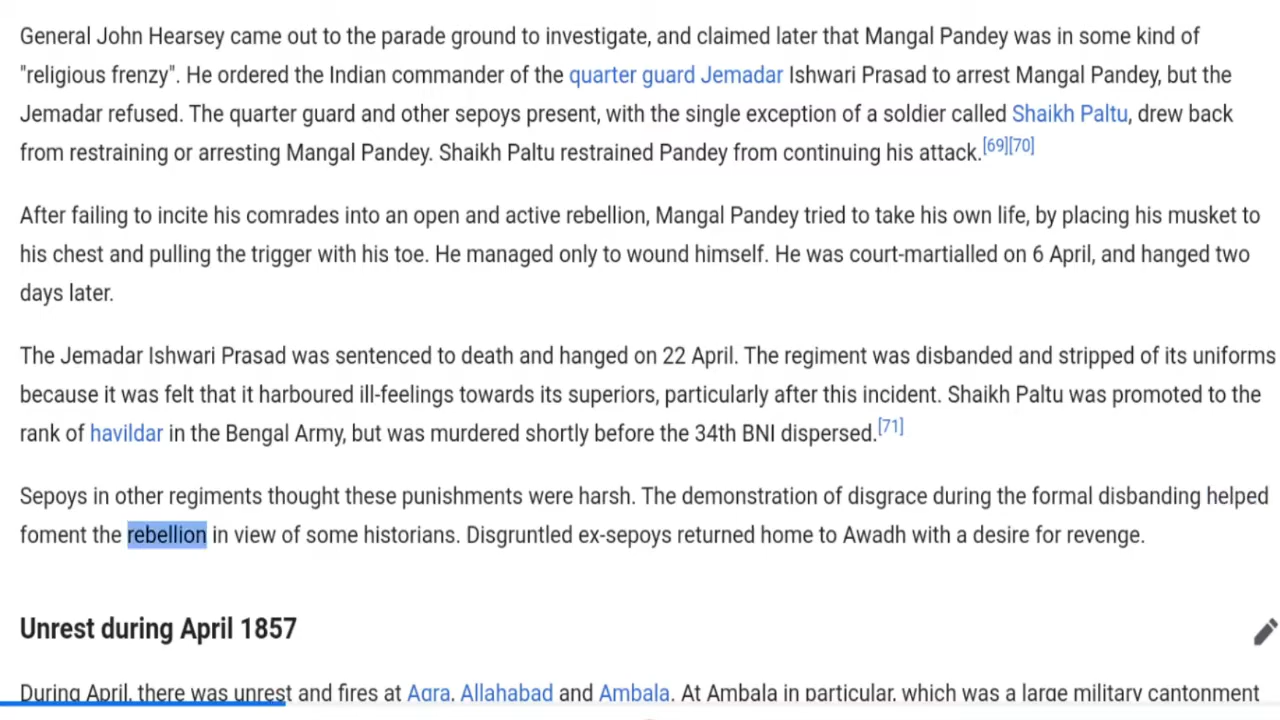 General John Hearsey came out to the parade ground to investigate, and claimed later that Mangal Pandey was in some kind of
"religious frenzy". He ordered the Indian commander of the quarter guard Jemadar Ishwari Prasad to arrest Mangal Pandey, but the
Jemadar refused. The quarter guard and other sepoys present, with the single exception of a soldier called Shaikh Paltu, drew back
from restraining or arresting Mangal Pandey. Shaikh Paltu restrained Pandey from continuing his attack.[69][70]
After failing to incite his comrades into an open and active rebellion, Mangal Pandey tried to take his own life, by placing his musket to
his chest and pulling the trigger with his toe. He managed only to wound himself. He was court-martialled on 6 April, and hanged two
days later.
The Jemadar Ishwari Prasad was sentenced to death and hanged on 22 April. The regiment was disbanded and stripped of its uniforms
because it was felt that it harboured ill-feelings towards its superiors, particularly after this incident. Shaikh Paltu was promoted to the
rank of havildar in the Bengal Army, but was murdered shortly before the 34th BNI dispersed.[71]
Sepoys in other regiments thought these punishments were harsh. The demonstration of disgrace during the formal disbanding helped
foment the rebellion in view of some historians. Disgruntled ex-sepoys returned home to Awadh with a desire for revenge.
Unrest during April 1857
During April, there was unrest and fires at Agra, Allahabad and Ambala. At Ambala in particular, which was a large military cantonment